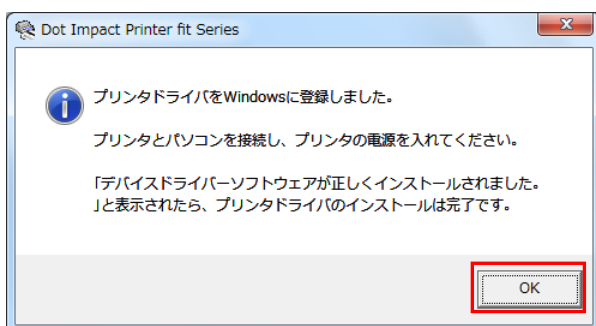 Dot Impact Printer fit Series
プリンタドライバをWindowsに登録しました。
プリンタとパソコンを接続し、プリンタの電源を入れてください。
「デバイスドライバーソフトウェアが正しくインストールされました。
」と表示されたら、プリンタドライバのインストールは完了です。
OK